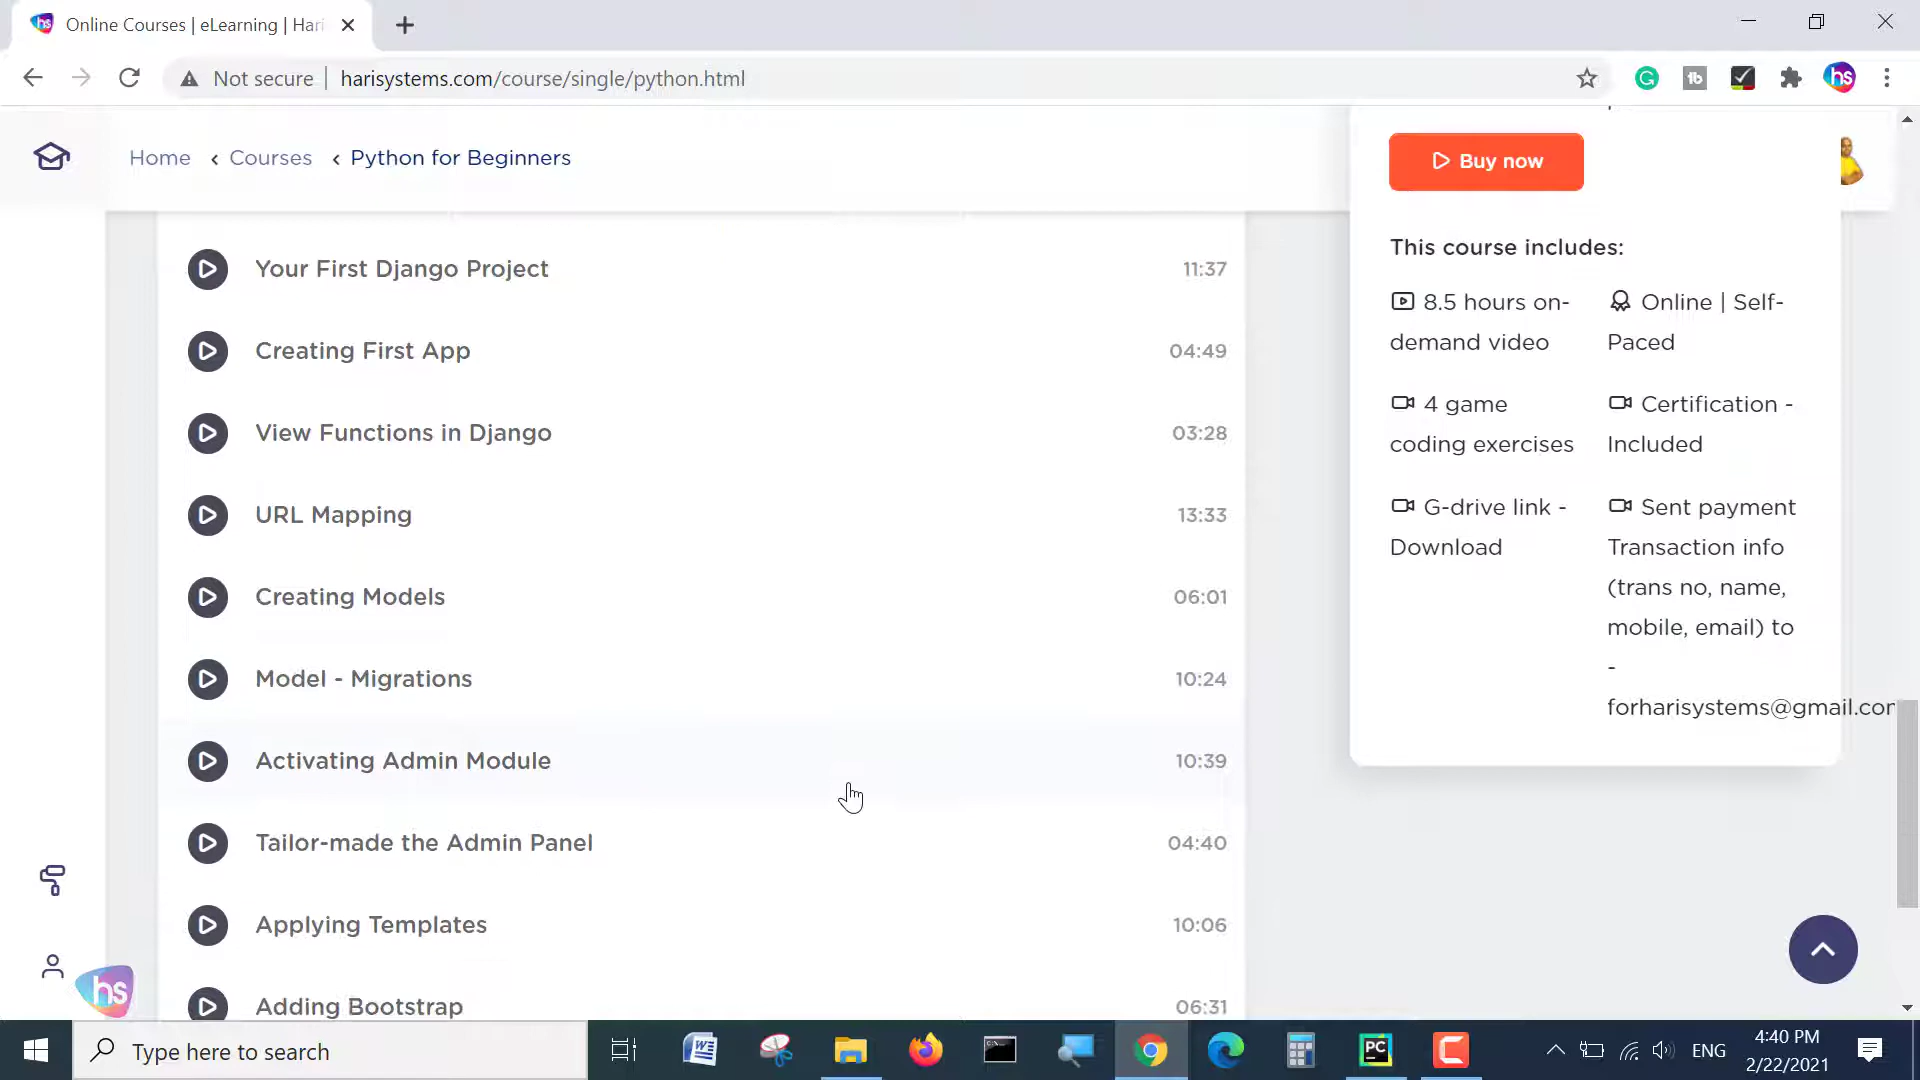 Online Courses | eLearning | Hari
Not secure | harisystems.com/course/single/python.html
Home < Courses < Python for Beginners
Buy now
Your First Django Project 11:37
Creating First App 04:49
View Functions in Django 03:28
URL Mapping 13:33
Creating Models 06:01
Model - Migrations 10:24
Activating Admin Module 10:39
Tailor-made the Admin Panel 04:40
Applying Templates 10:06
Adding Bootstrap 06:31
This course includes:
8.5 hours on-
demand video
Online | Self-
Paced
4 game
coding exercises
Certification -
Included
G-drive link -
Download
Sent payment
Transaction info
(trans no, name,
mobile, email) to
-
forharisystems@gmail.com
hs
Type here to search
ENG
4:40 PM
2/22/2021